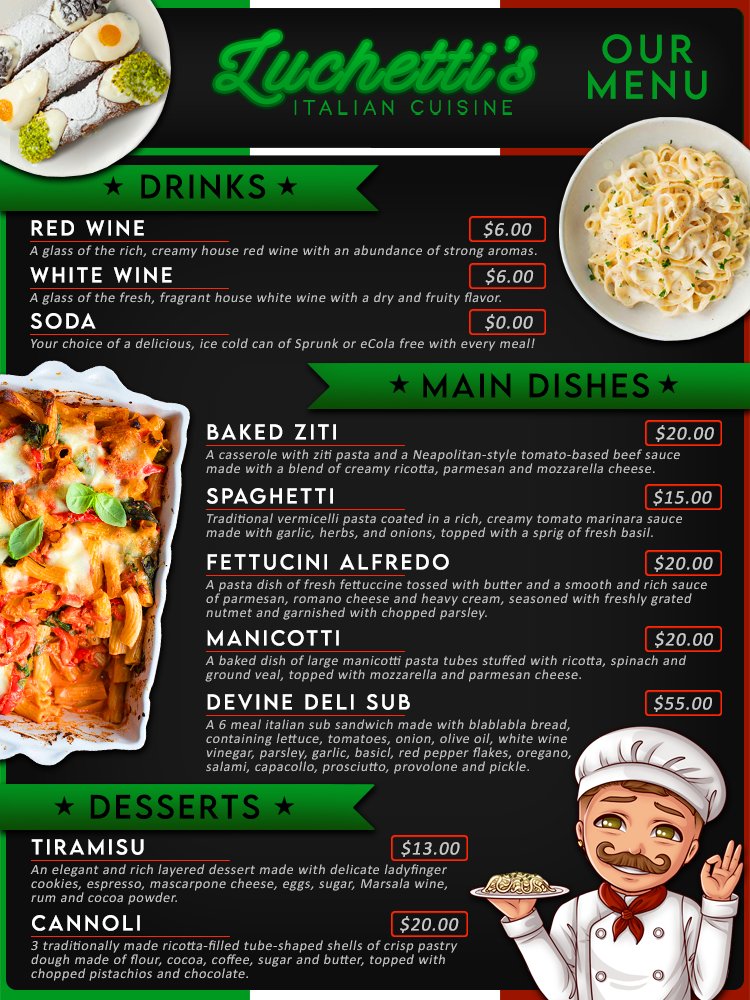 Luchetti's
ITALIAN CUISINE
OUR
MENU
★ DRINKS ★
RED WINE $6.00
A glass of the rich, creamy house red wine with an abundance of strong aromas.
WHITE WINE $6.00
A glass of the fresh, fragrant house white wine with a dry and fruity flavor.
SODA $0.00
Your choice of a delicious, ice cold can of Sprunk or eCola free with every meal!
★ MAIN DISHES ★
BAKED ZITI $20.00
A casserole with ziti pasta and a Neapolitan-style tomato-based beef sauce
made with a blend of creamy ricotta, parmesan and mozzarella cheese.
SPAGHETTI $15.00
Traditional vermicelli pasta coated in a rich, creamy tomato marinara sauce
made with garlic, herbs, and onions, topped with a sprig of fresh basil.
FETTUCINI ALFREDO $20.00
A pasta dish of fresh fettuccine tossed with butter and a smooth and rich sauce
of parmesan, romano cheese and heavy cream, seasoned with freshly grated
nutmet and garnished with chopped parsley.
MANICOTTI $20.00
A baked dish of large manicotti pasta tubes stuffed with ricotta, spinach and
ground veal, topped with mozzarella and parmesan cheese.
DEVINE DELI SUB $55.00
A 6 meal italian sub sandwich made with blablabla bread,
containing lettuce, tomatoes, onion, olive oil, white wine
vinegar, parsley, garlic, basicl, red pepper flakes, oregano,
salami, capacollo, prosciutto, provolone and pickle.
★ DESSERTS ★
TIRAMISU $13.00
An elegant and rich layered dessert made with delicate ladyfinger
cookies, espresso, mascarpone cheese, eggs, sugar, Marsala wine,
rum and cocoa powder.
CANNOLI $20.00
3 traditionally made ricotta-filled tube-shaped shells of crisp pastry
dough made of flour, cocoa, coffee, sugar and butter, topped with
chopped pistachios and chocolate.